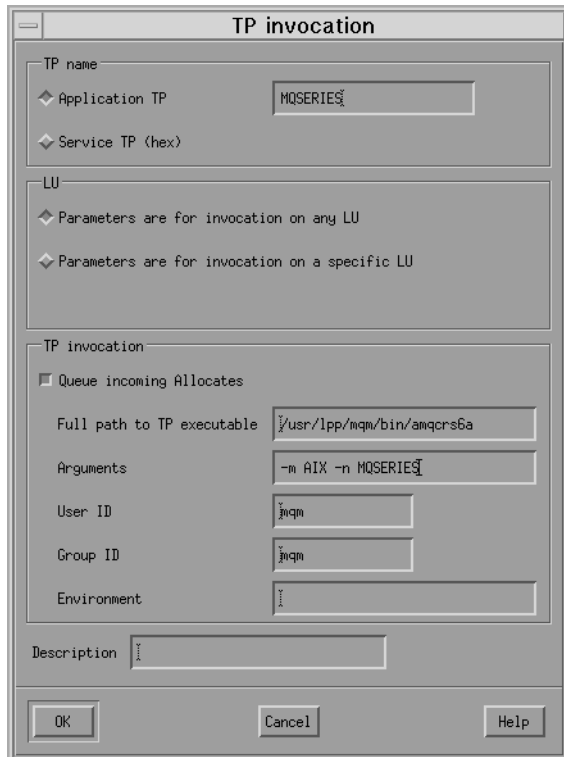 TP invocation
TP name
Application TP MQSERIES
Service TP (hex)
LU
Parameters are for invocation on any LU
Parameters are for invocation on a specific LU
TP invocation
Queue incoming Allocates
Full path to TP executable /usr/lpp/mqm/bin/amqcrs6a
Arguments -m AIX -n MQSERIES
User ID mqm
Group ID mqm
Environment
Description
OK Cancel Help